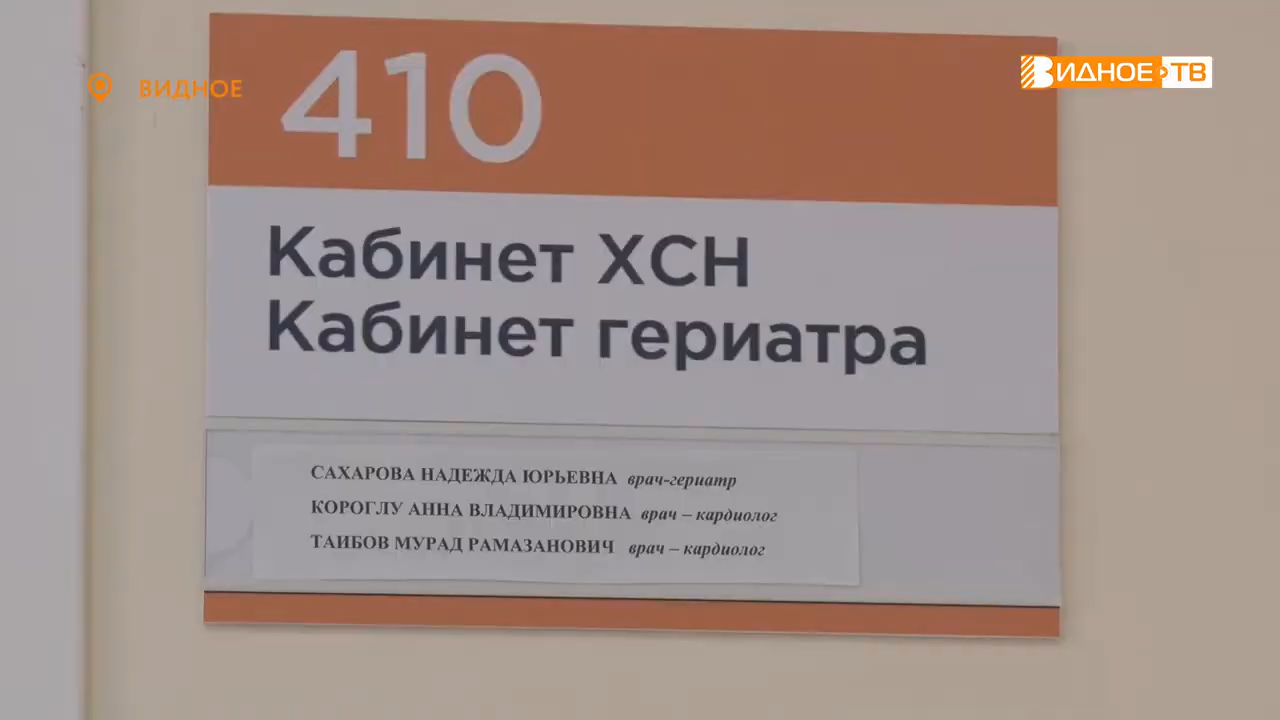 410
ВИДНОЕ
ВИДНОЕ ТВ
Кабинет ХСН
Кабинет гериатра
САХАРОВА НАДЕЖДА ЮРЬЕВНА врач-гериатр
КОРОГЛУ АННА ВЛАДИМИРОВНА врач – кардиолог
ТАИБОВ МУРАД РАМАЗАНОВИЧ врач – кардиолог